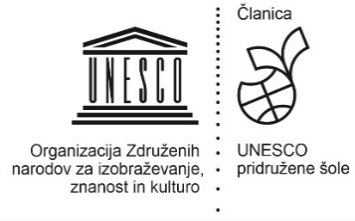 UNESCO
Organizacija Združenih
narodov za izobraževanje,
znanost in kulturo
Članica
UNESCO
pridružene šole